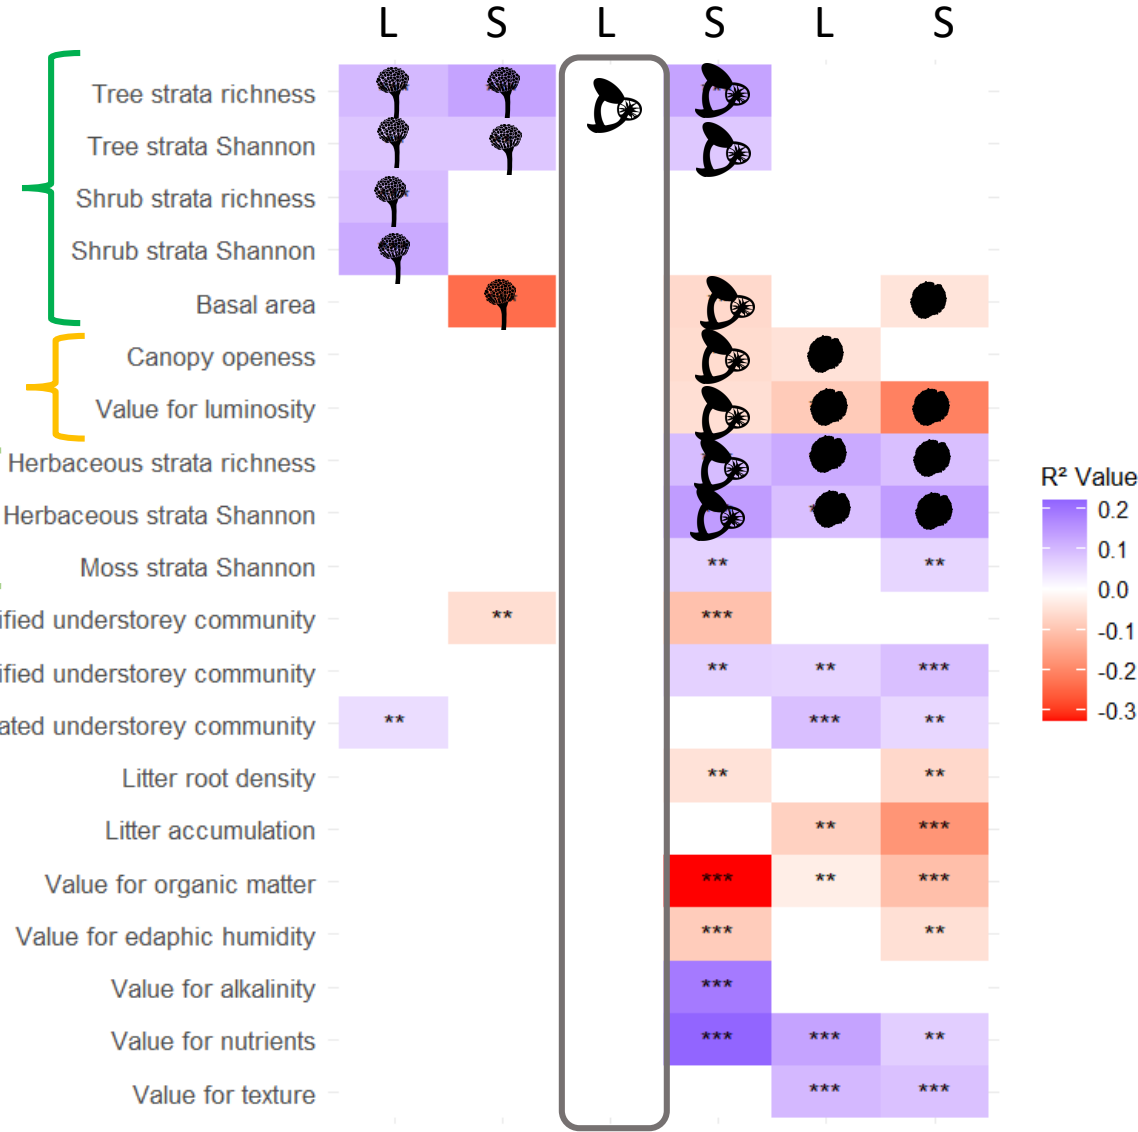 L S L S L S
Tree strata richness
Tree strata Shannon
Shrub strata richness
Shrub strata Shannon
Basal area
Canopy openess
Value for luminosity
Herbaceous strata richness
Herbaceous strata Shannon
Moss strata Shannon ** **
ified understorey community ** ***
ified understorey community ** ** ***
ated understorey community ** *** **
Litter root density ** **
Litter accumulation ** ***
Value for organic matter *** ** ***
Value for edaphic humidity *** **
Value for alkalinity ***
Value for nutrients *** *** **
Value for texture *** ***
R² Value
0.2
0.1
0.0
-0.1
-0.2
-0.3